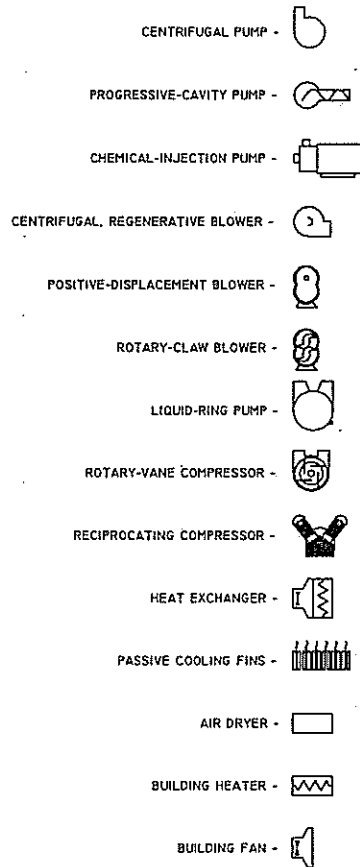 CENTRIFUGAL PUMP -
PROGRESSIVE-CAVITY PUMP -
CHEMICAL-INJECTION PUMP -
CENTRIFUGAL, REGENERATIVE BLOWER -
POSITIVE-DISPLACEMENT BLOWER -
ROTARY-CLAW BLOWER -
LIQUID-RING PUMP -
ROTARY-VANE COMPRESSOR -
RECIPROCATING COMPRESSOR -
HEAT EXCHANGER -
PASSIVE COOLING FINS -
AIR DRYER -
BUILDING HEATER -
BUILDING FAN -